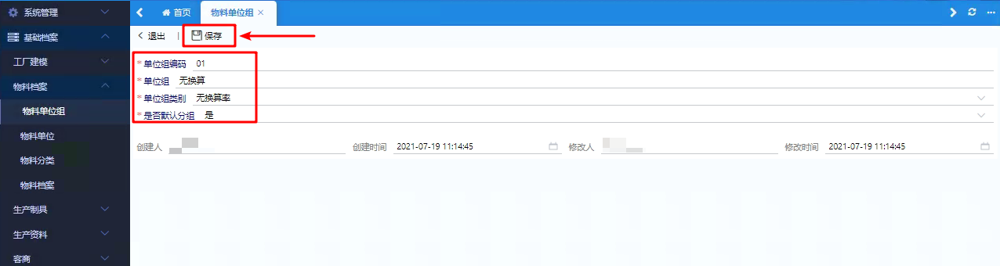 系统管理
基础档案
工厂建模
物料档案
物料单位组
物料单位
物料分类
物料档案
生产制具
生产资料
客商
首页 物料单位组 ×
退出 | 保存
* 单位组编码 01
* 单位组 无换算
* 单位组类别 无换算率
* 是否默认分组 是
创建人 创建时间 2021-07-19 11:14:45 修改人 修改时间 2021-07-19 11:14:45